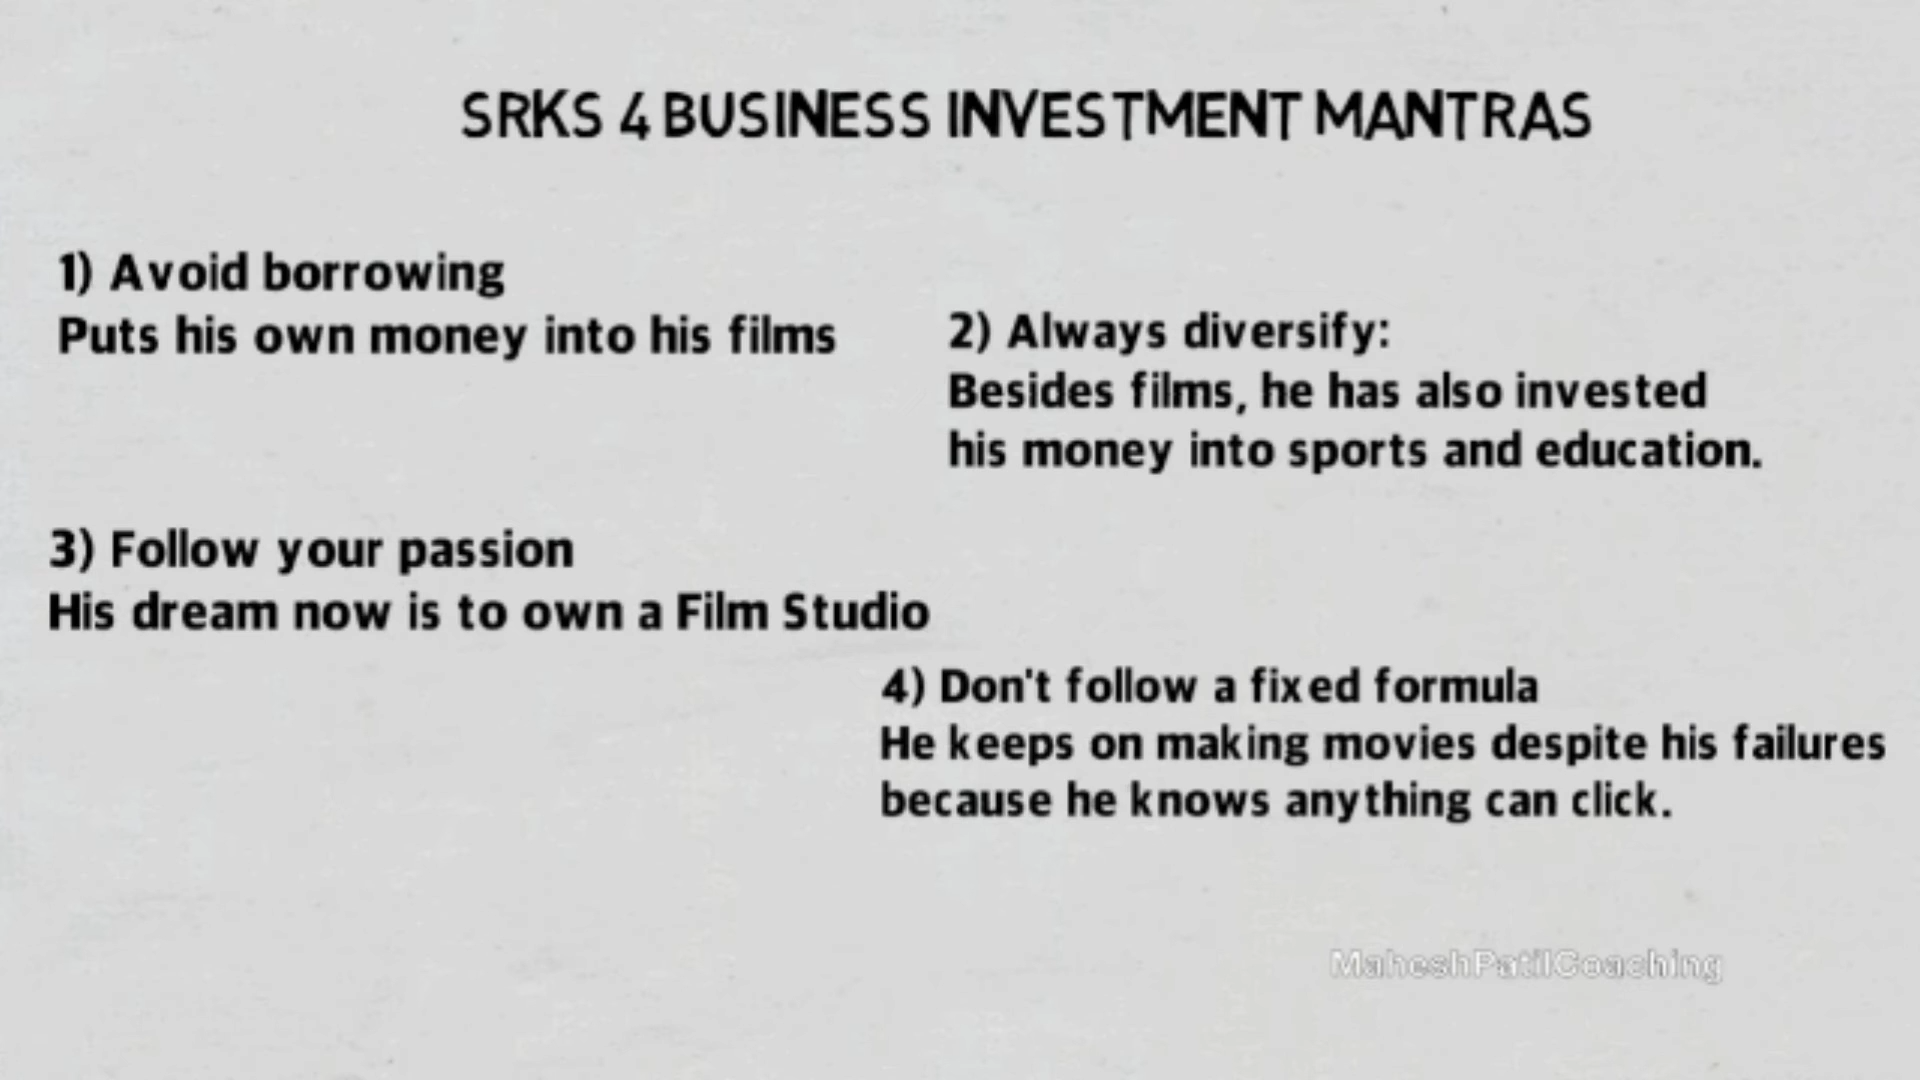 SRKS 4 BUSINESS INVESTMENT MANTRAS
1) Avoid borrowing
Puts his own money into his films
2) Always diversify:
Besides films, he has also invested
his money into sports and education.
3) Follow your passion
His dream now is to own a Film Studio
4) Don't follow a fixed formula
He keeps on making movies despite his failures
because he knows anything can click.
MaheshPatilCoaching